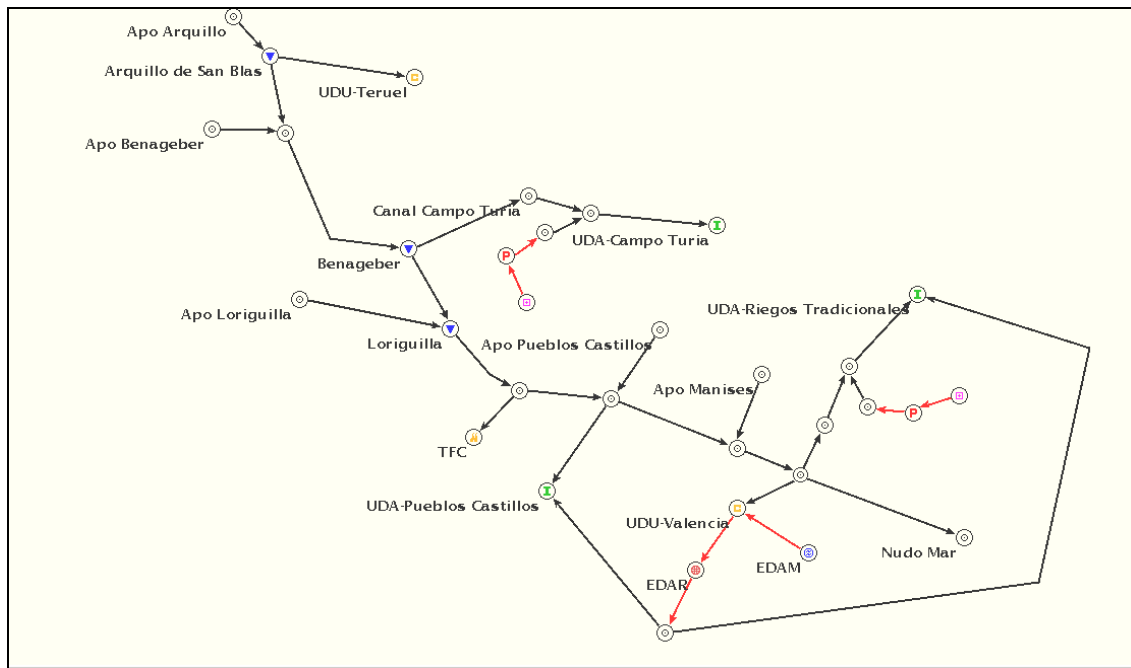 Apo Arquillo
Arquillo de San Blas
UDU-Teruel
Apo Benageber
Canal Campo Turia
UDA-Campo Turia
Benageber
P
UDA-Riegos Tradicionales
Apo Loriguilla
Loriguilla
Apo Pueblos Castillos
Apo Manises
P
TFC
UDA-Pueblos Castillos
UDU-Valencia
Nudo Mar
EDAR
EDAM